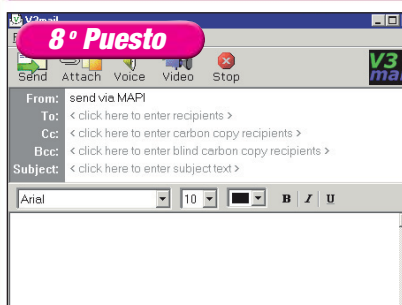 V3mail
8º Puesto
Send Attach Voice Video Stop
V3
mai
From: send via MAPI
To: < click here to enter recipients >
Cc: < click here to enter carbon copy recipients >
Bcc: < click here to enter blind carbon copy recipients >
Subject: < click here to enter subject text >
Arial 10 B I U